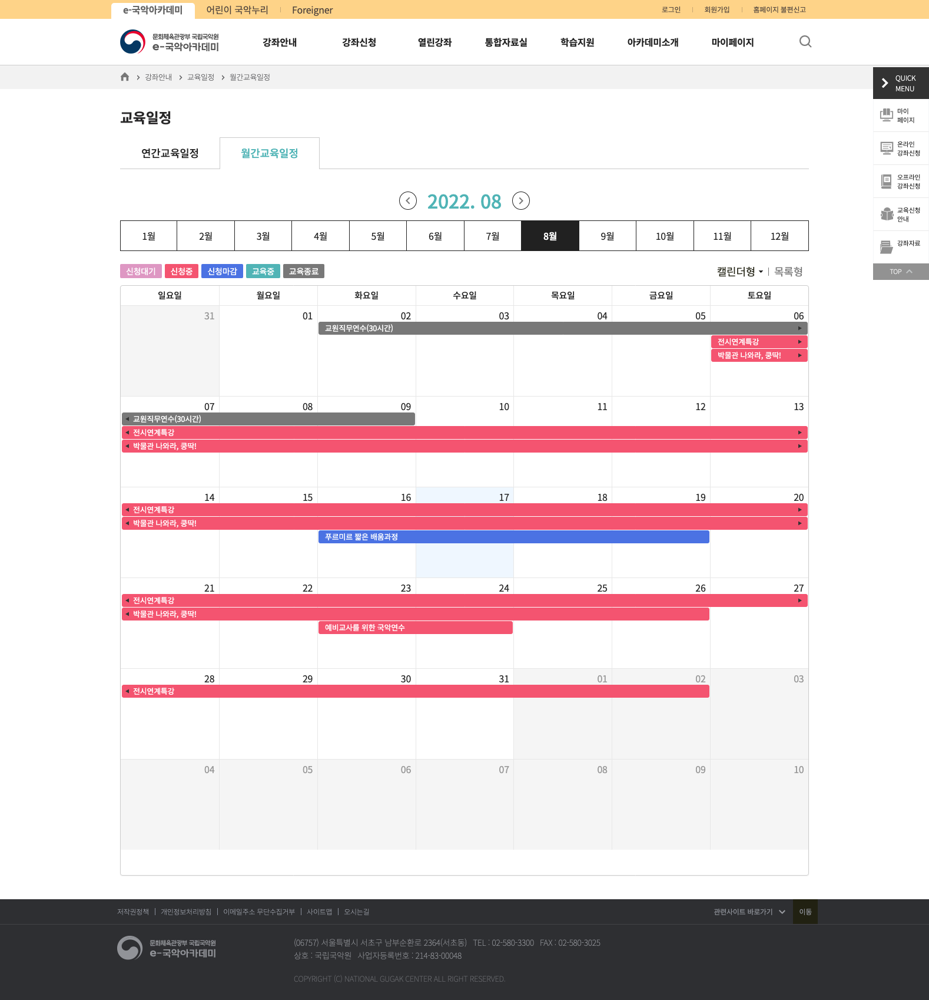 e-국악아카데미 어린이 국악누리 Foreigner 로그인 회원가입 홈페이지 불편신고
문화체육관광부 국립국악원
e-국악아카데미
강좌안내 강좌신청 열린강좌 통합자료실 학습지원 아카데미소개 마이페이지
강좌안내 교육일정 월간교육일정
QUICK
MENU
마이
페이지
온라인
강좌신청
오프라인
강좌신청
교육신청
안내
강좌자료
TOP
교육일정
연간교육일정 월간교육일정
2022. 08
1월 2월 3월 4월 5월 6월 7월 8월 9월 10월 11월 12월
신청대기 신청중 신청마감 교육중 교육종료 캘린더형 목록형
일요일 월요일 화요일 수요일 목요일 금요일 토요일
31 01 02 03 04 05 06
교원직무연수(30시간)
전시연계특강
박물관 나와라, 쿵딱!
07 08 09 10 11 12 13
교원직무연수(30시간)
전시연계특강
박물관 나와라, 쿵딱!
14 15 16 17 18 19 20
전시연계특강
박물관 나와라, 쿵딱!
푸르미르 짧은 배움과정
21 22 23 24 25 26 27
전시연계특강
박물관 나와라, 쿵딱!
예비교사를 위한 국악연수
28 29 30 31 01 02 03
전시연계특강
04 05 06 07 08 09 10
저작권정책 개인정보처리방침 이메일주소 무단수집거부 사이트맵 오시는길 관련사이트 바로가기 이동
문화체육관광부 국립국악원
e-국악아카데미
(06757) 서울특별시 서초구 남부순환로 2364(서초동) TEL : 02-580-3300 FAX : 02-580-3025
상호 : 국립국악원 사업자등록번호 : 214-83-00048
COPYRIGHT (C) NATIONAL GUGAK CENTER ALL RIGHT RESERVED.